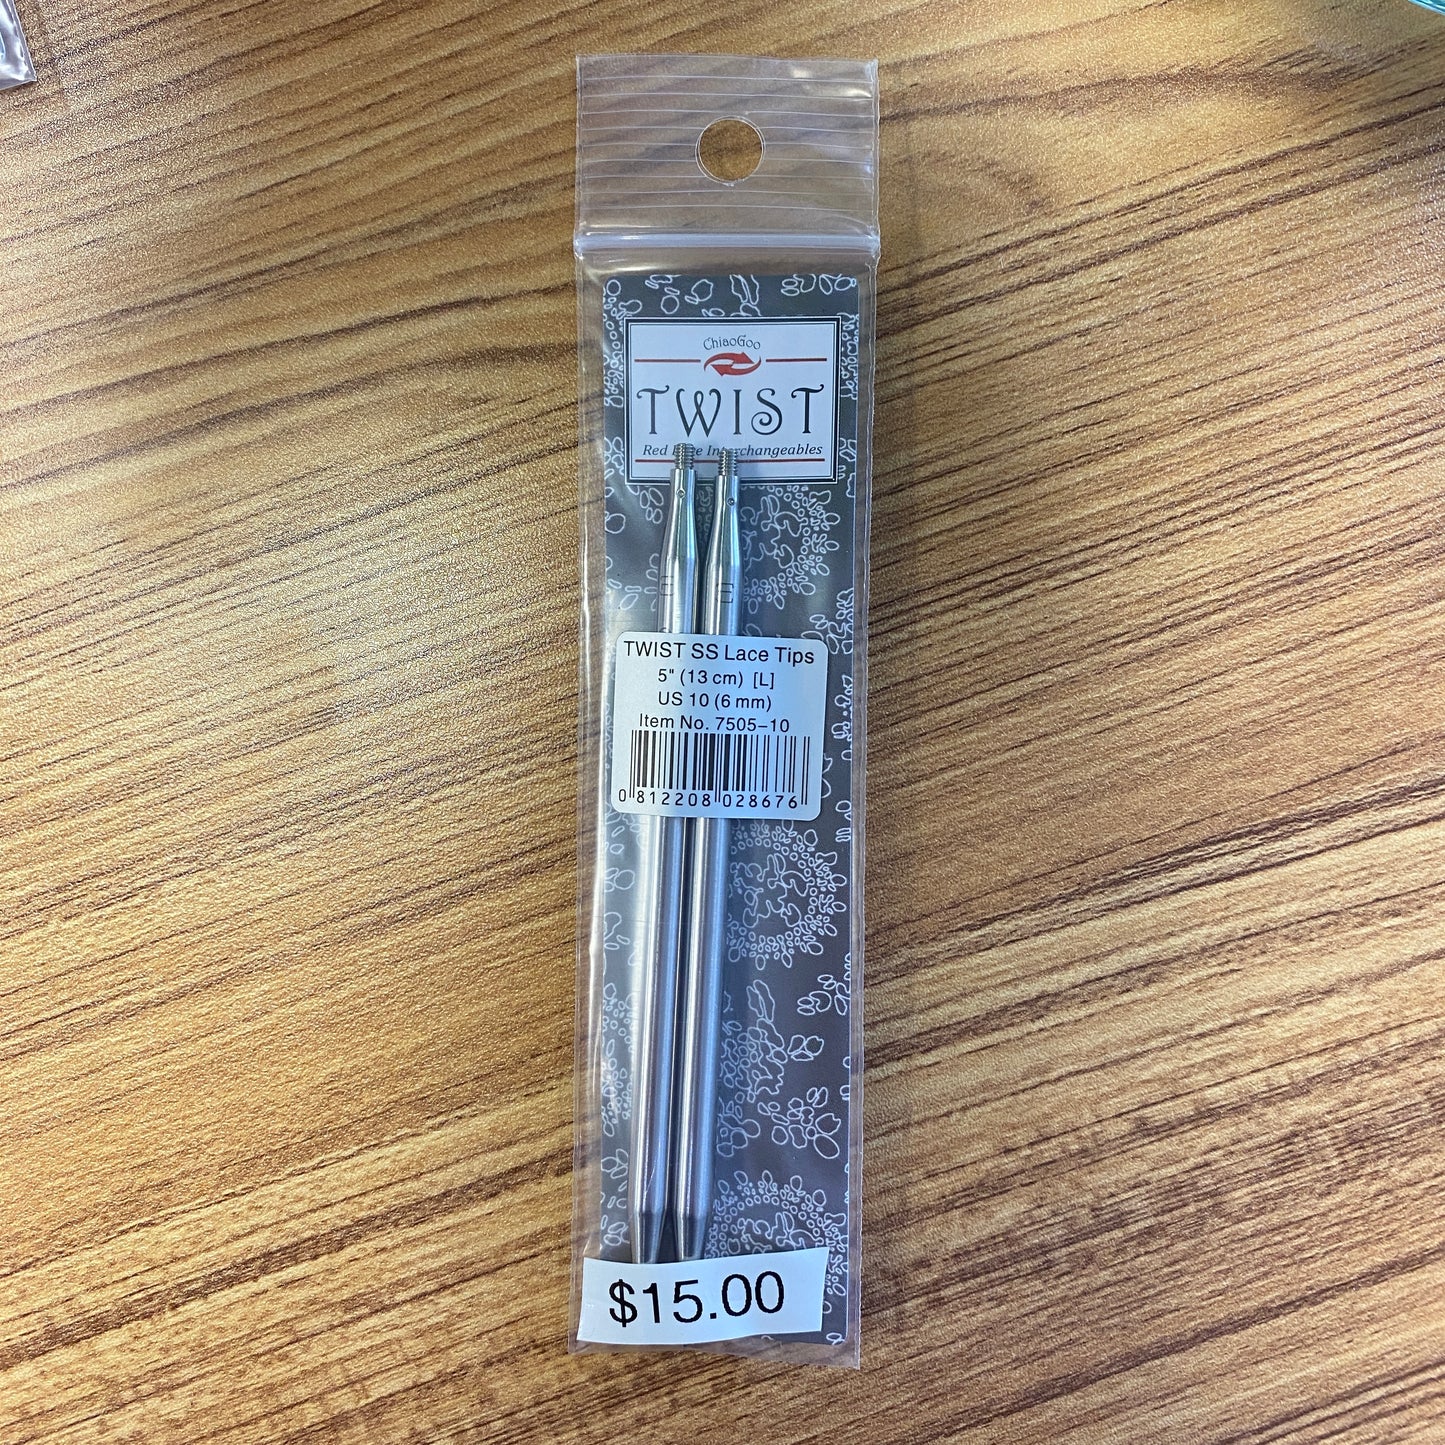 ChiaoGoo
TWIST
Red Interchangeables
TWIST SS Lace Tips
5" (13 cm) [L]
US 10 (6 mm)
Item No. 7505-10
0 812208 028676
$15.00